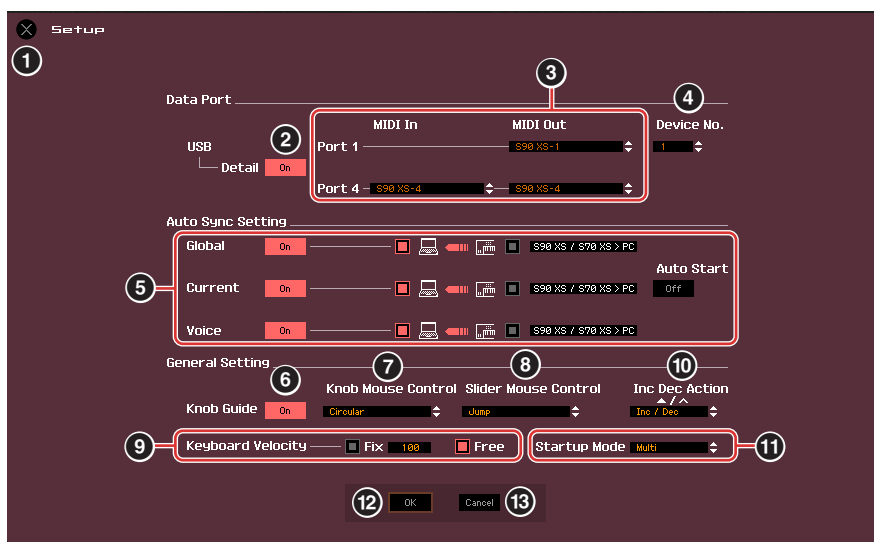 Setup
1
3
4
Data Port
MIDI In MIDI Out Device No.
2
USB Port 1 S90 XS-1 1
Detail On
Port 4 S90 XS-4 S90 XS-4
Auto Sync Setting
Global On S90 XS / S70 XS > PC
Auto Start
5
Current On S90 XS / S70 XS > PC Off
Voice On S90 XS / S70 XS > PC
General Setting
6 7 8 10
Knob Mouse Control Slider Mouse Control Inc Dec Action
/
Knob Guide On Circular Jump Inc / Dec
9 Keyboard Velocity Fix 100 Free Startup Mode Multi 11
12 OK Cancel 13